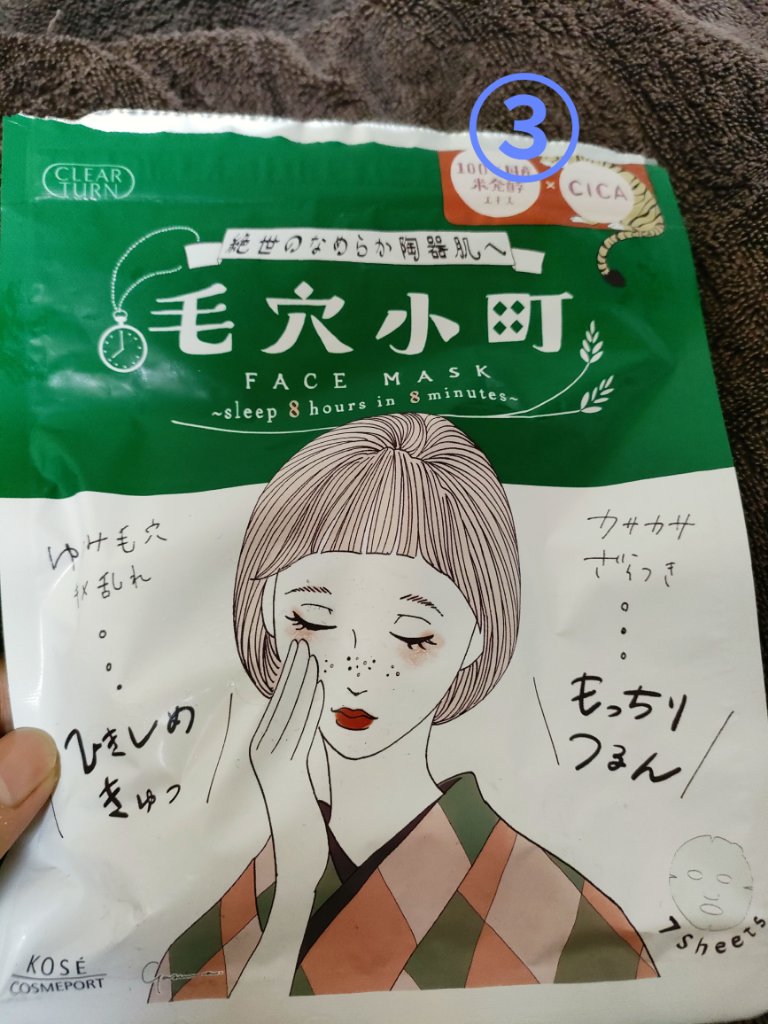 ③
CLEAR
TURN
100%国産
米発酵
エキス
×
CICA
絶世のなめらか陶器肌へ
毛穴小町
FACE MASK
~sleep 8 hours in 8 minutes~
ゆみ毛穴
乱れ
カサカサ
ざらつき
ひきしめ
きゅっ
もっちり
つるん
7 sheets
KOSÉ
COSMEPORT